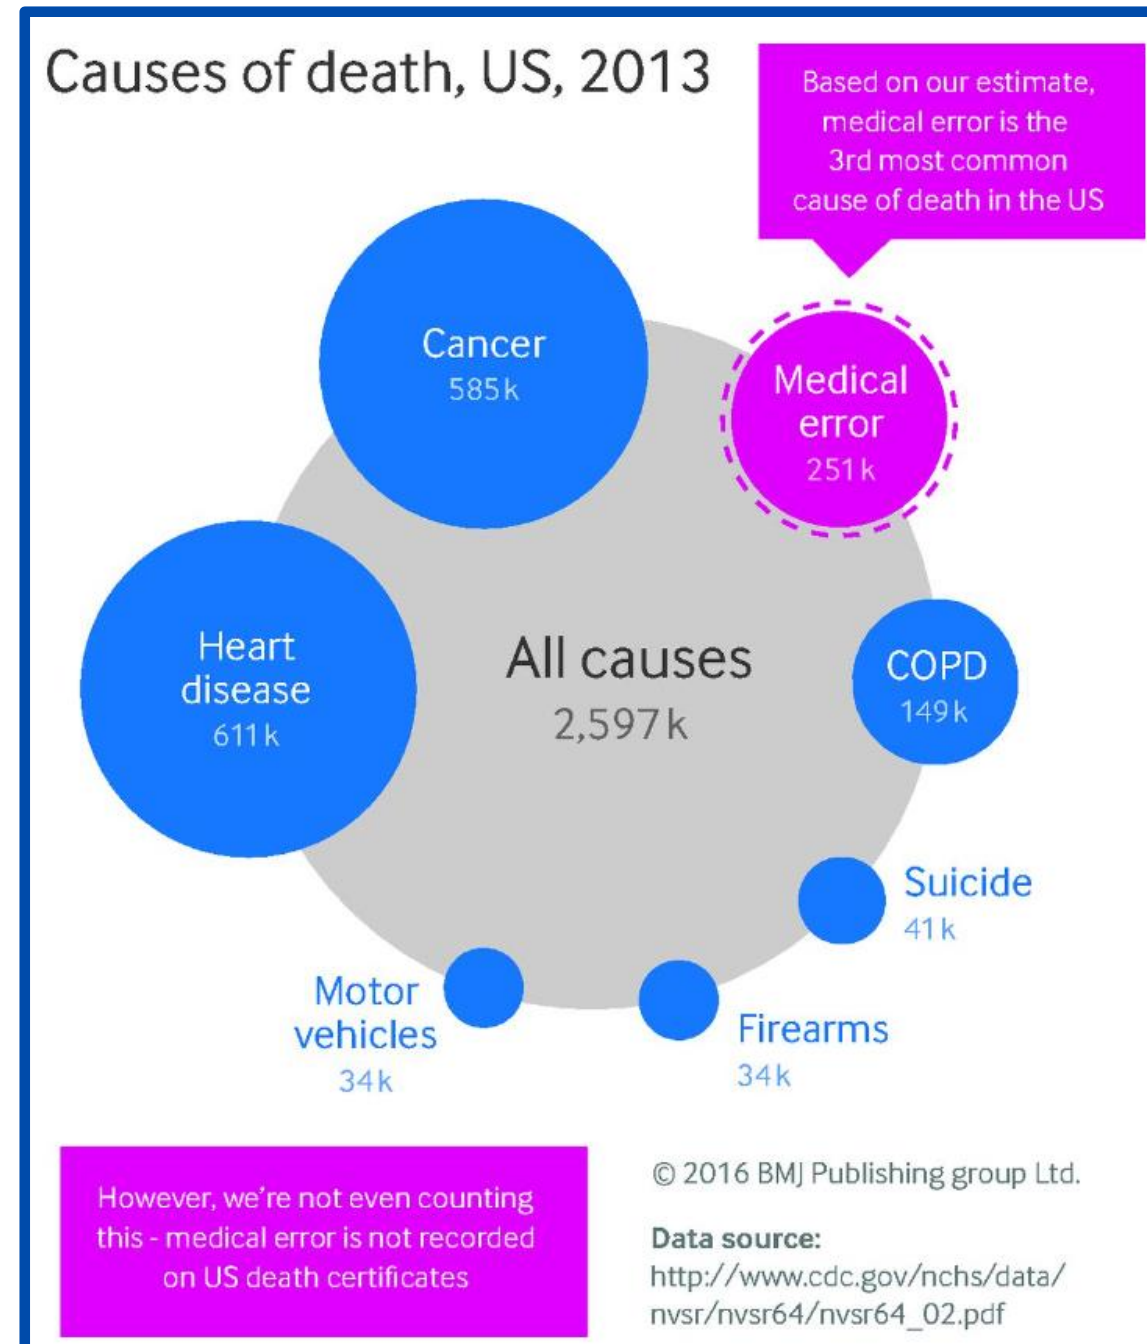 Causes of death, US, 2013
Based on our estimate,
medical error is the
3rd most common
cause of death in the US
Cancer
585k
Medical
error
251k
Heart
disease
611k
All causes
2,597k
COPD
149k
Suicide
41k
Motor
vehicles
34k
Firearms
34k
However, we're not even counting
this - medical error is not recorded
on US death certificates
© 2016 BMJ Publishing group Ltd.
Data source:
http://www.cdc.gov/nchs/data/
nvsr/nvsr64/nvsr64_02.pdf